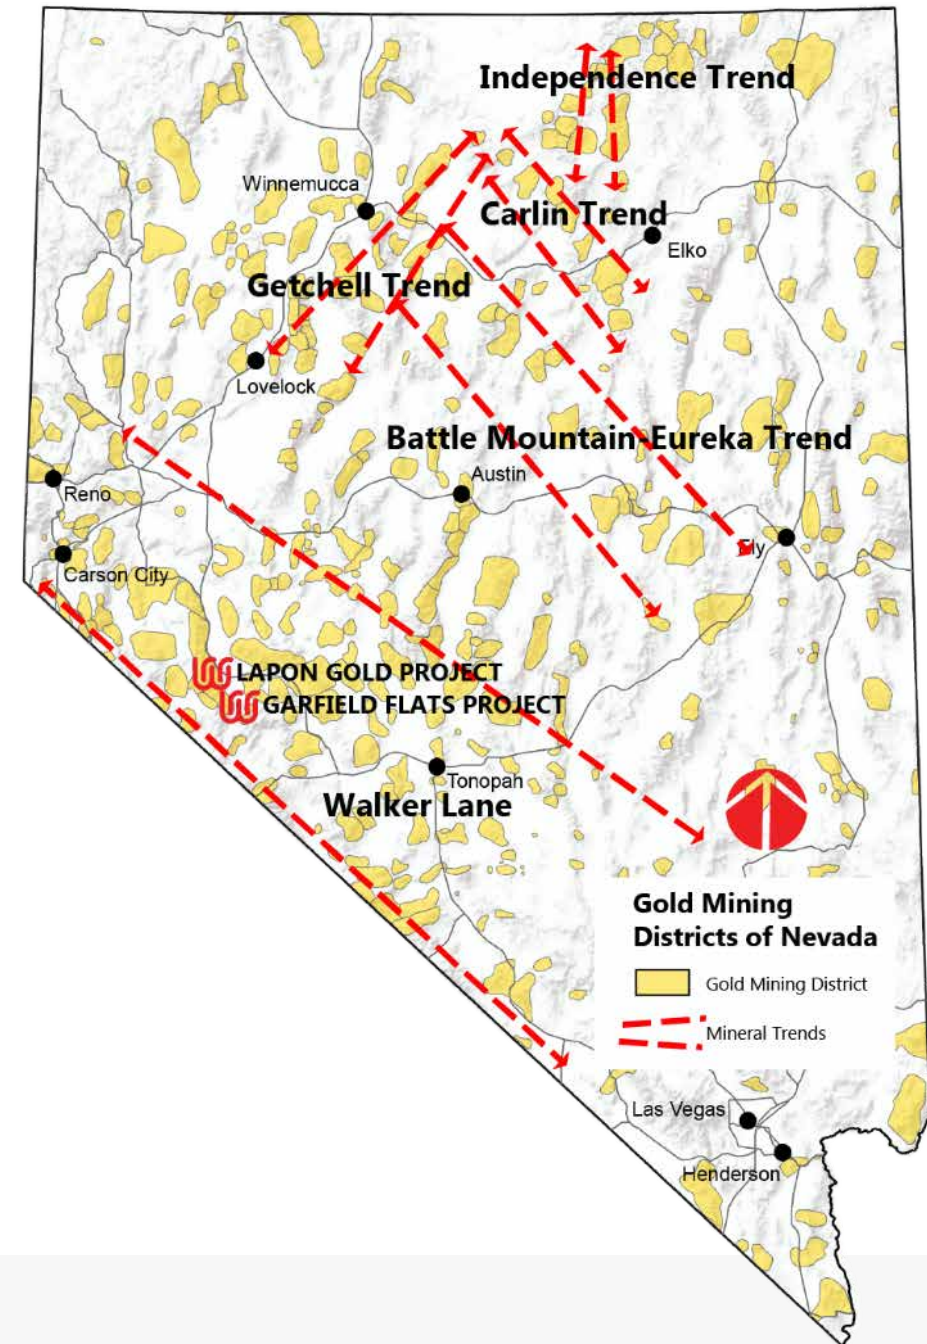 Independence Trend
Winnemucca
Carlin Trend
Elko
Getchell Trend
Lovelock
Battle Mountain-Eureka Trend
Austin
Reno
Ely
Carson City
LAPON GOLD PROJECT
GARFIELD FLATS PROJECT
Tonopah
Walker Lane
Gold Mining
Districts of Nevada
Gold Mining District
Mineral Trends
Las Vegas
Henderson